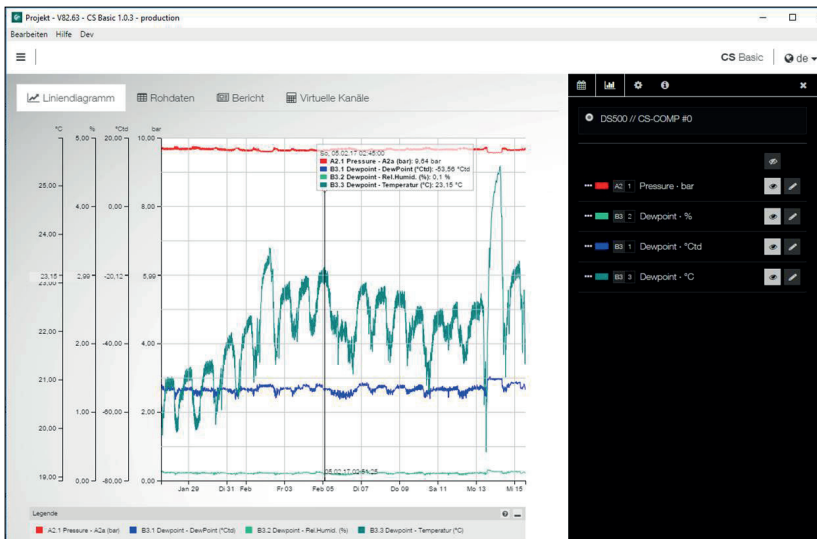 Projekt - V82.63 - CS Basic 1.0.3 - production
Bearbeiten Hilfe Dev
CS Basic de
Liniendiagramm Rohdaten Bericht Virtuelle Kanäle
DS500 // CS-COMP #0
A2 1 Pressure · bar
B3 2 Dewpoint · %
B3 1 Dewpoint · °Ctd
B3 3 Dewpoint · °C
°C % °Ctd bar
5,00 20,00 10,00
25,00
4,00 0,00 8,00
24,00
23,15 2,99 -20,12 5,99
23,00
22,00
2,00 4,00
21,00
1,00 -60,00 2,00
20,00
19,00 0,00 -80,00 0,00
So, 05.02.17 02:45:00
A2.1 Pressure - A2a (bar): 9,64 bar
B3.1 Dewpoint - DewPoint (°Ctd): -53,56 °Ctd
B3.2 Dewpoint - Rel.Humid. (%): 0,1 %
B3.3 Dewpoint - Temperatur (°C): 23,15 °C
Jan 29 Di 31 Feb Fr 03 Feb 05 Di 07 Do 09 Sa 11 Mo 13 Mi 15
Legende
A2.1 Pressure - A2a (bar) B3.1 Dewpoint - DewPoint (°Ctd) B3.2 Dewpoint - Rel.Humid. (%) B3.3 Dewpoint - Temperatur (°C)